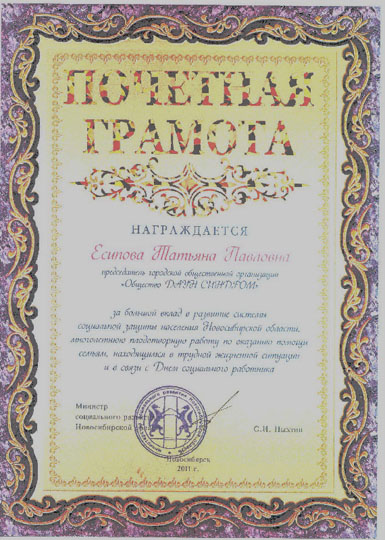 ПОЧЕТНАЯ
ГРАМОТА
НАГРАЖДАЕТСЯ
Есипова Татьяна Павловна
председатель городской общественной организации
«Общество ДАУН СИНДРОМ»
за большой вклад в развитие системы
социальной защиты населения Новосибирской области,
многолетнюю плодотворную работу по оказанию помощи
семьям, находящимся в трудной жизненной ситуации
и в связи с Днем социального работника
Министр
социального развития
Новосибирской
С.И. Пыхтин
Новосибирск
2011 г.